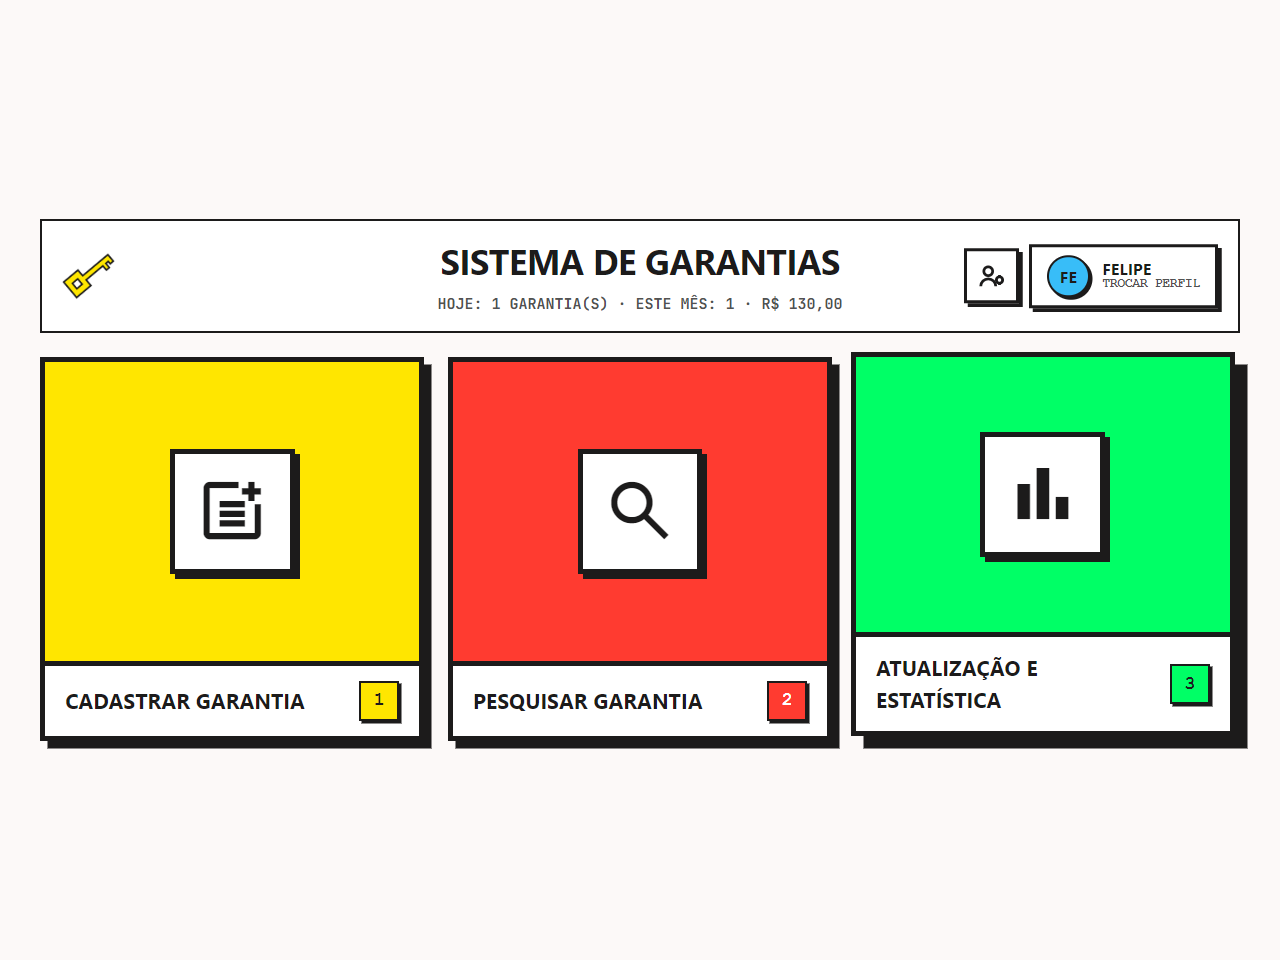 SISTEMA DE GARANTIAS
HOJE: 1 GARANTIA(S) · ESTE MÊS: 1 · R$ 130,00
FE
FELIPE
TROCAR PERFIL
CADASTRAR GARANTIA
1
PESQUISAR GARANTIA
2
ATUALIZAÇÃO E
ESTATÍSTICA
3